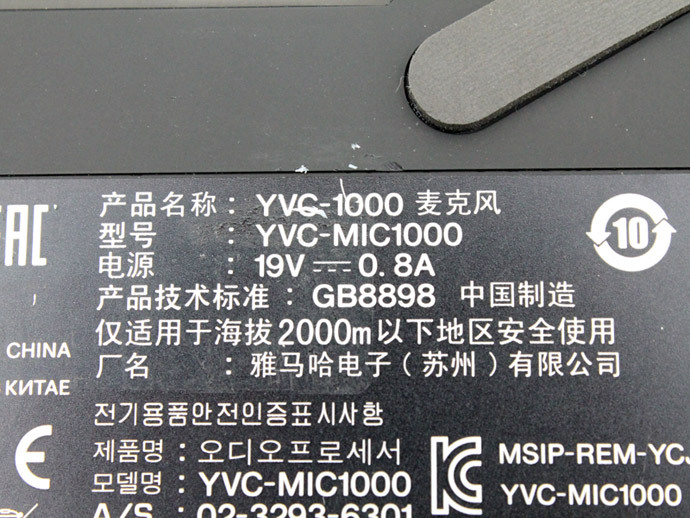 产品名称：YVC-1000 麦克风
型号：YVC-MIC1000
电源：19V⎓0.8A
产品技术标准：GB8898 中国制造
仅适用于海拔2000m以下地区安全使用
厂名：雅马哈电子（苏州）有限公司
EAC
10
CHINA
КИТАЕ
전기용품안전인증표시사항
제품명：오디오프로세서
모델명：YVC-MIC1000
A/S：02-3293-6301
CE
MSIP-REM-YCJ
YVC-MIC1000